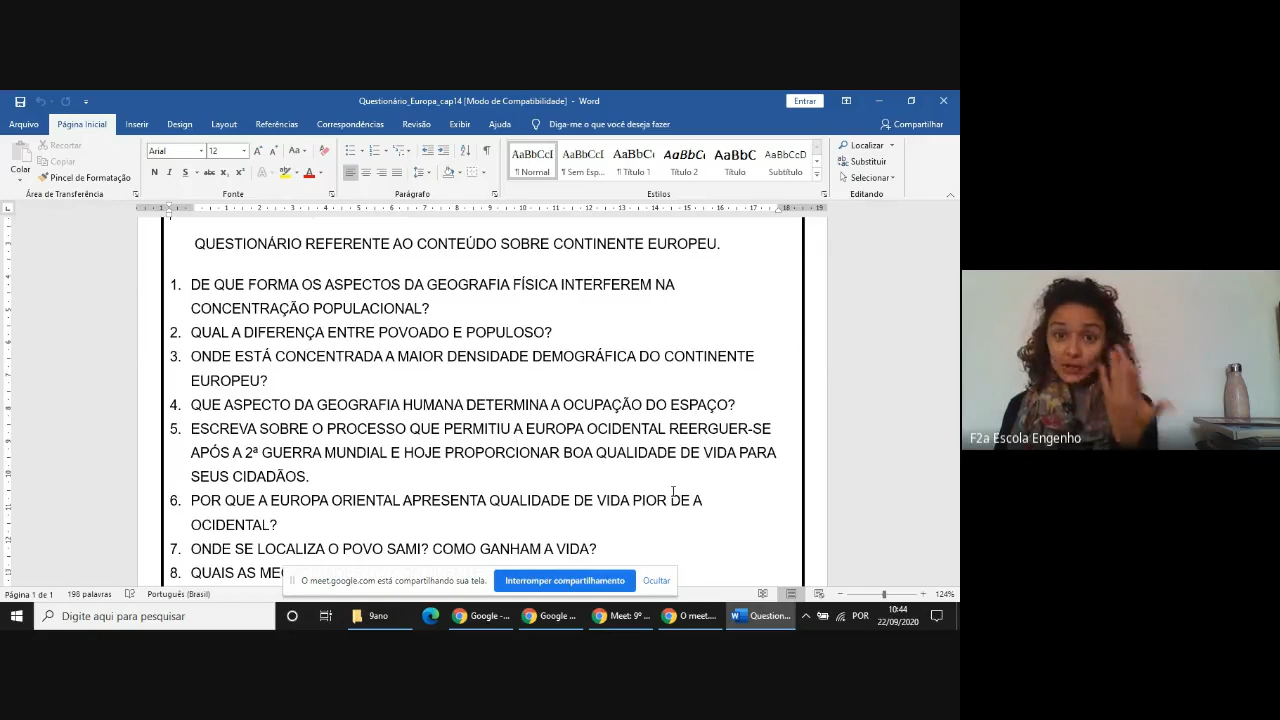 Questionário_Europa_cap14 [Modo de Compatibilidade] - Word
Entrar
Arquivo Página Inicial Inserir Design Layout Referências Correspondências Revisão Exibir Ajuda Diga-me o que você deseja fazer Compartilhar
Colar
Recortar
Copiar
Pincel de Formatação
Área de Transferência
Arial 12
Fonte
Parágrafo
AaBbCcI AaBbCcI AaBbC AaBbC AaBbC AaBbCcD
¶ Normal ¶ Sem Esp... ¶ Título 1 Título 2 Título Subtítulo
Estilos
Localizar
Substituir
Selecionar
Editando
QUESTIONÁRIO REFERENTE AO CONTEÚDO SOBRE CONTINENTE EUROPEU.
1. DE QUE FORMA OS ASPECTOS DA GEOGRAFIA FÍSICA INTERFEREM NA
CONCENTRAÇÃO POPULACIONAL?
2. QUAL A DIFERENÇA ENTRE POVOADO E POPULOSO?
3. ONDE ESTÁ CONCENTRADA A MAIOR DENSIDADE DEMOGRÁFICA DO CONTINENTE
EUROPEU?
4. QUE ASPECTO DA GEOGRAFIA HUMANA DETERMINA A OCUPAÇÃO DO ESPAÇO?
5. ESCREVA SOBRE O PROCESSO QUE PERMITIU A EUROPA OCIDENTAL REERGUER-SE
APÓS A 2ª GUERRA MUNDIAL E HOJE PROPORCIONAR BOA QUALIDADE DE VIDA PARA
SEUS CIDADÃOS.
6. POR QUE A EUROPA ORIENTAL APRESENTA QUALIDADE DE VIDA PIOR DE A
OCIDENTAL?
7. ONDE SE LOCALIZA O POVO SAMI? COMO GANHAM A VIDA?
8. QUAIS AS
O meet.google.com está compartilhando sua tela.
Interromper compartilhamento
Ocultar
Página 1 de 1 198 palavras Português (Brasil) 124%
Digite aqui para pesquisar
9ano
Google -...
Google ...
Meet: 9º ...
O meet....
Question...
POR
10:44
22/09/2020
F2a Escola Engenho